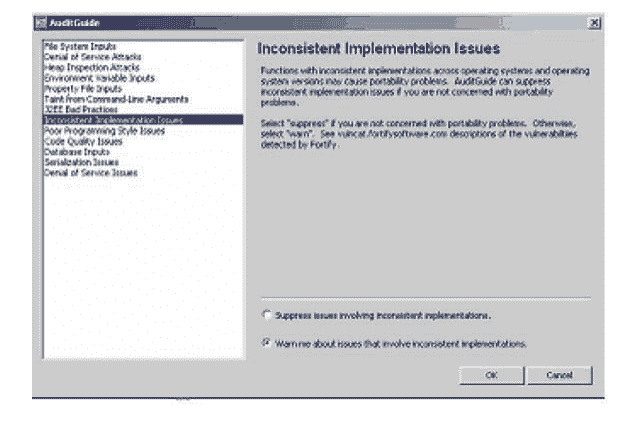 AuditGuide
File System Inputs
Denial of Service Attacks
Heap Inspection Attacks
Environment Variable Inputs
Property File Inputs
Taint from Command-Line Arguments
J2EE Bad Practices
Inconsistent Implementation Issues
Poor Programming Style Issues
Code Quality Issues
Database Inputs
Serialization Issues
Denial of Service Issues
Inconsistent Implementation Issues
Functions with inconsistent implementations across operating systems and operating
system versions may cause portability problems. AuditGuide can suppress
inconsistent implementation issues if you are not concerned with portability
problems.
Select "suppress" if you are not concerned with portability problems. Otherwise,
select "warn". See vulncat.fortifysoftware.com descriptions of the vulnerabilities
detected by Fortify.
Suppress issues involving inconsistent implementations.
Warn me about issues that involve inconsistent implementations.
OK
Cancel